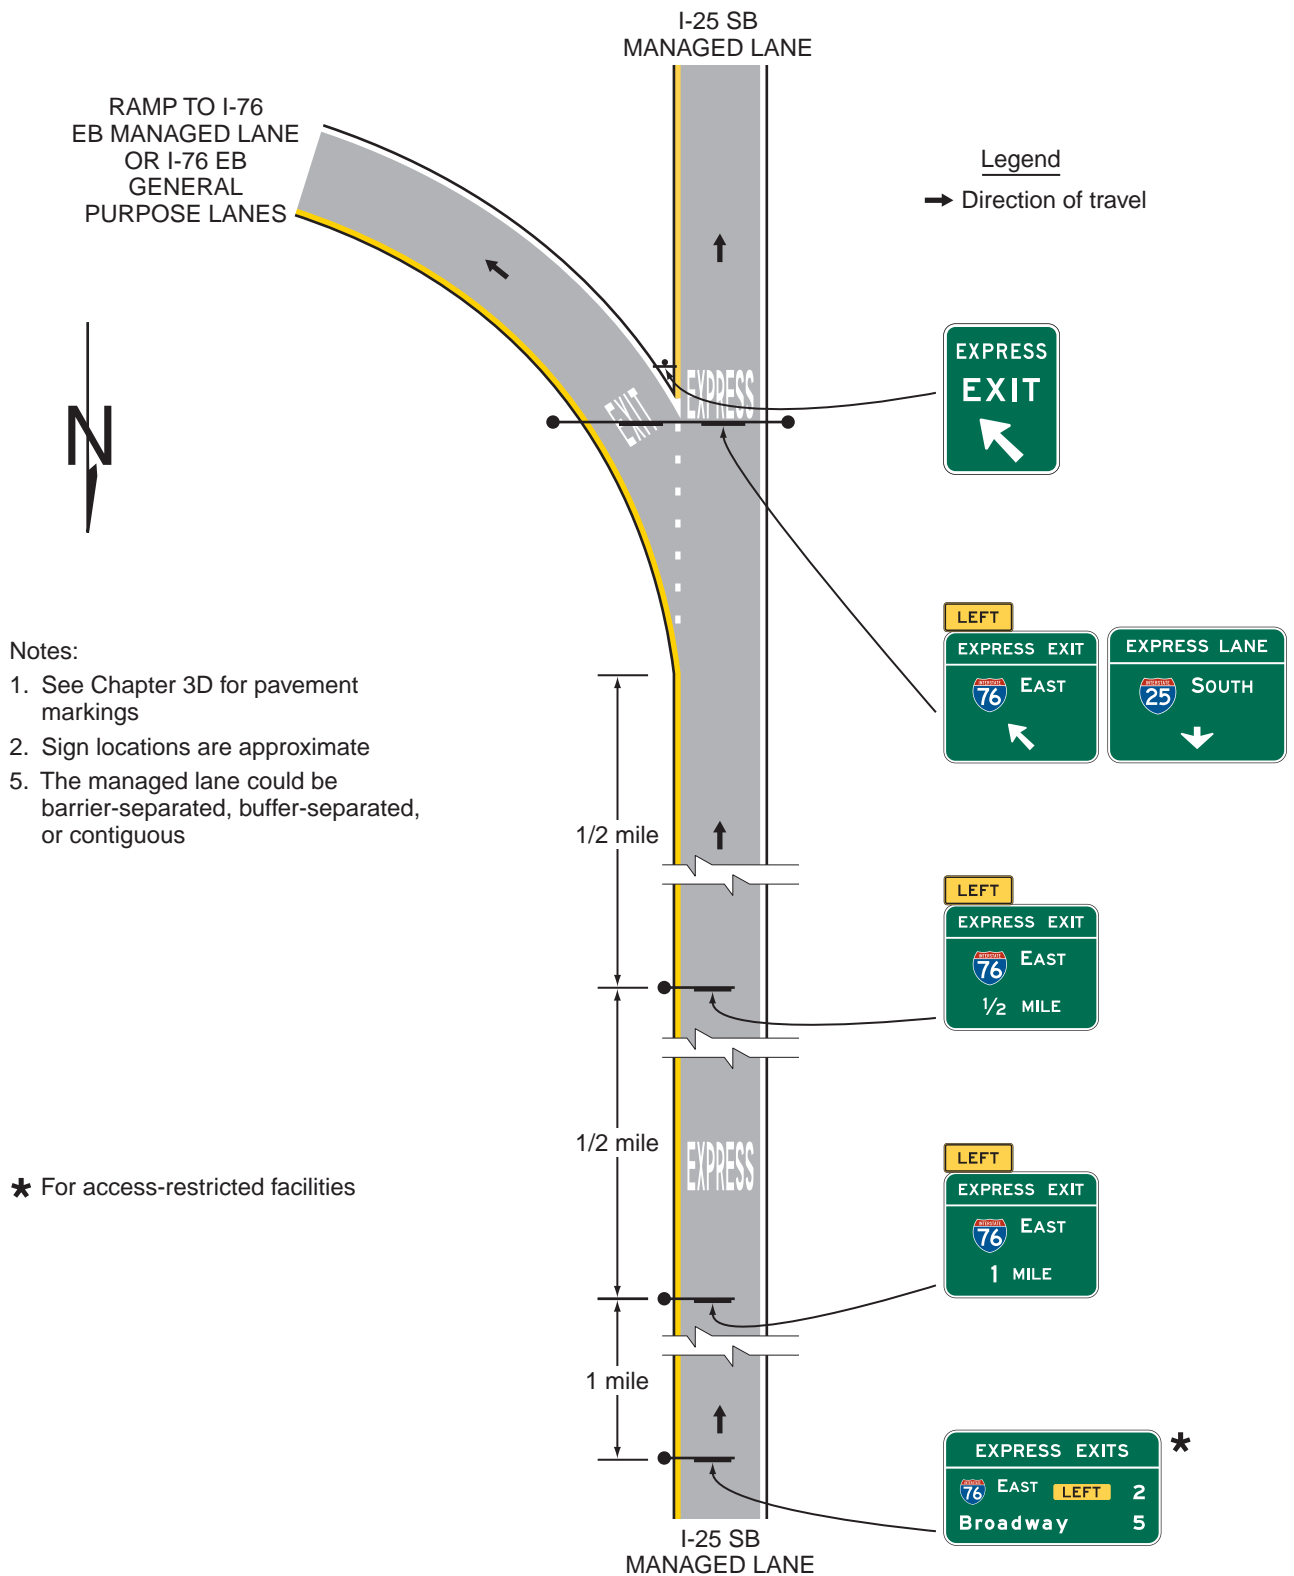 I-25 SB
MANAGED LANE
RAMP TO I-76
EB MANAGED LANE
OR I-76 EB
GENERAL
PURPOSE LANES
Legend
Direction of travel
N
EXIT
EXPRESS
EXPRESS
EXIT
LEFT
EXPRESS EXIT
INTERSTATE
76 EAST
EXPRESS LANE
INTERSTATE
25 SOUTH
Notes:
1. See Chapter 3D for pavement
markings
2. Sign locations are approximate
5. The managed lane could be
barrier-separated, buffer-separated,
or contiguous
1/2 mile
LEFT
EXPRESS EXIT
INTERSTATE
76 EAST
1/2 MILE
1/2 mile
EXPRESS
* For access-restricted facilities
LEFT
EXPRESS EXIT
INTERSTATE
76 EAST
1 MILE
1 mile
EXPRESS EXITS *
INTERSTATE
76 EAST LEFT 2
Broadway 5
I-25 SB
MANAGED LANE